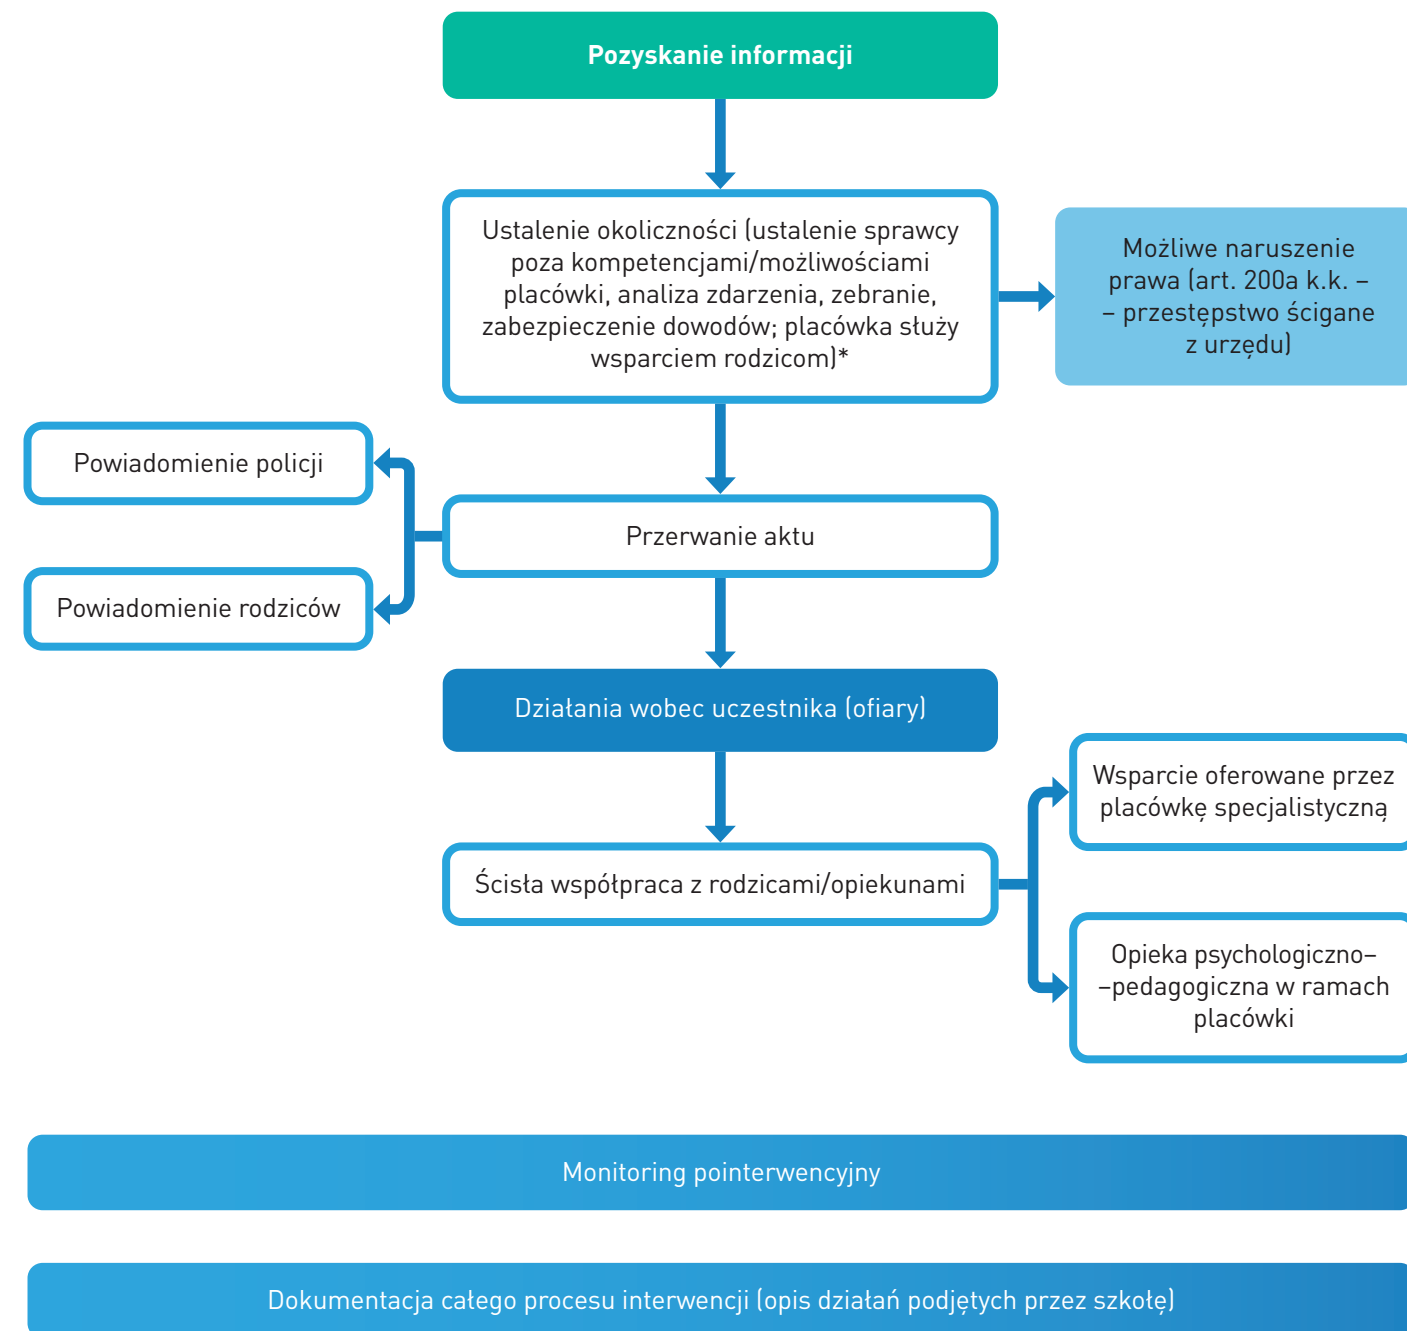 Pozyskanie informacji
Ustalenie okoliczności (ustalenie sprawcy
poza kompetencjami/możliwościami
placówki, analiza zdarzenia, zebranie,
zabezpieczenie dowodów; placówka służy
wsparciem rodzicom)*
Możliwe naruszenie
prawa (art. 200a k.k. –
– przestępstwo ścigane
z urzędu)
Powiadomienie policji
Przerwanie aktu
Powiadomienie rodziców
Działania wobec uczestnika (ofiary)
Wsparcie oferowane przez
placówkę specjalistyczną
Ścisła współpraca z rodzicami/opiekunami
Opieka psychologiczno–
–pedagogiczna w ramach
placówki
Monitoring pointerwencyjny
Dokumentacja całego procesu interwencji (opis działań podjętych przez szkołę)